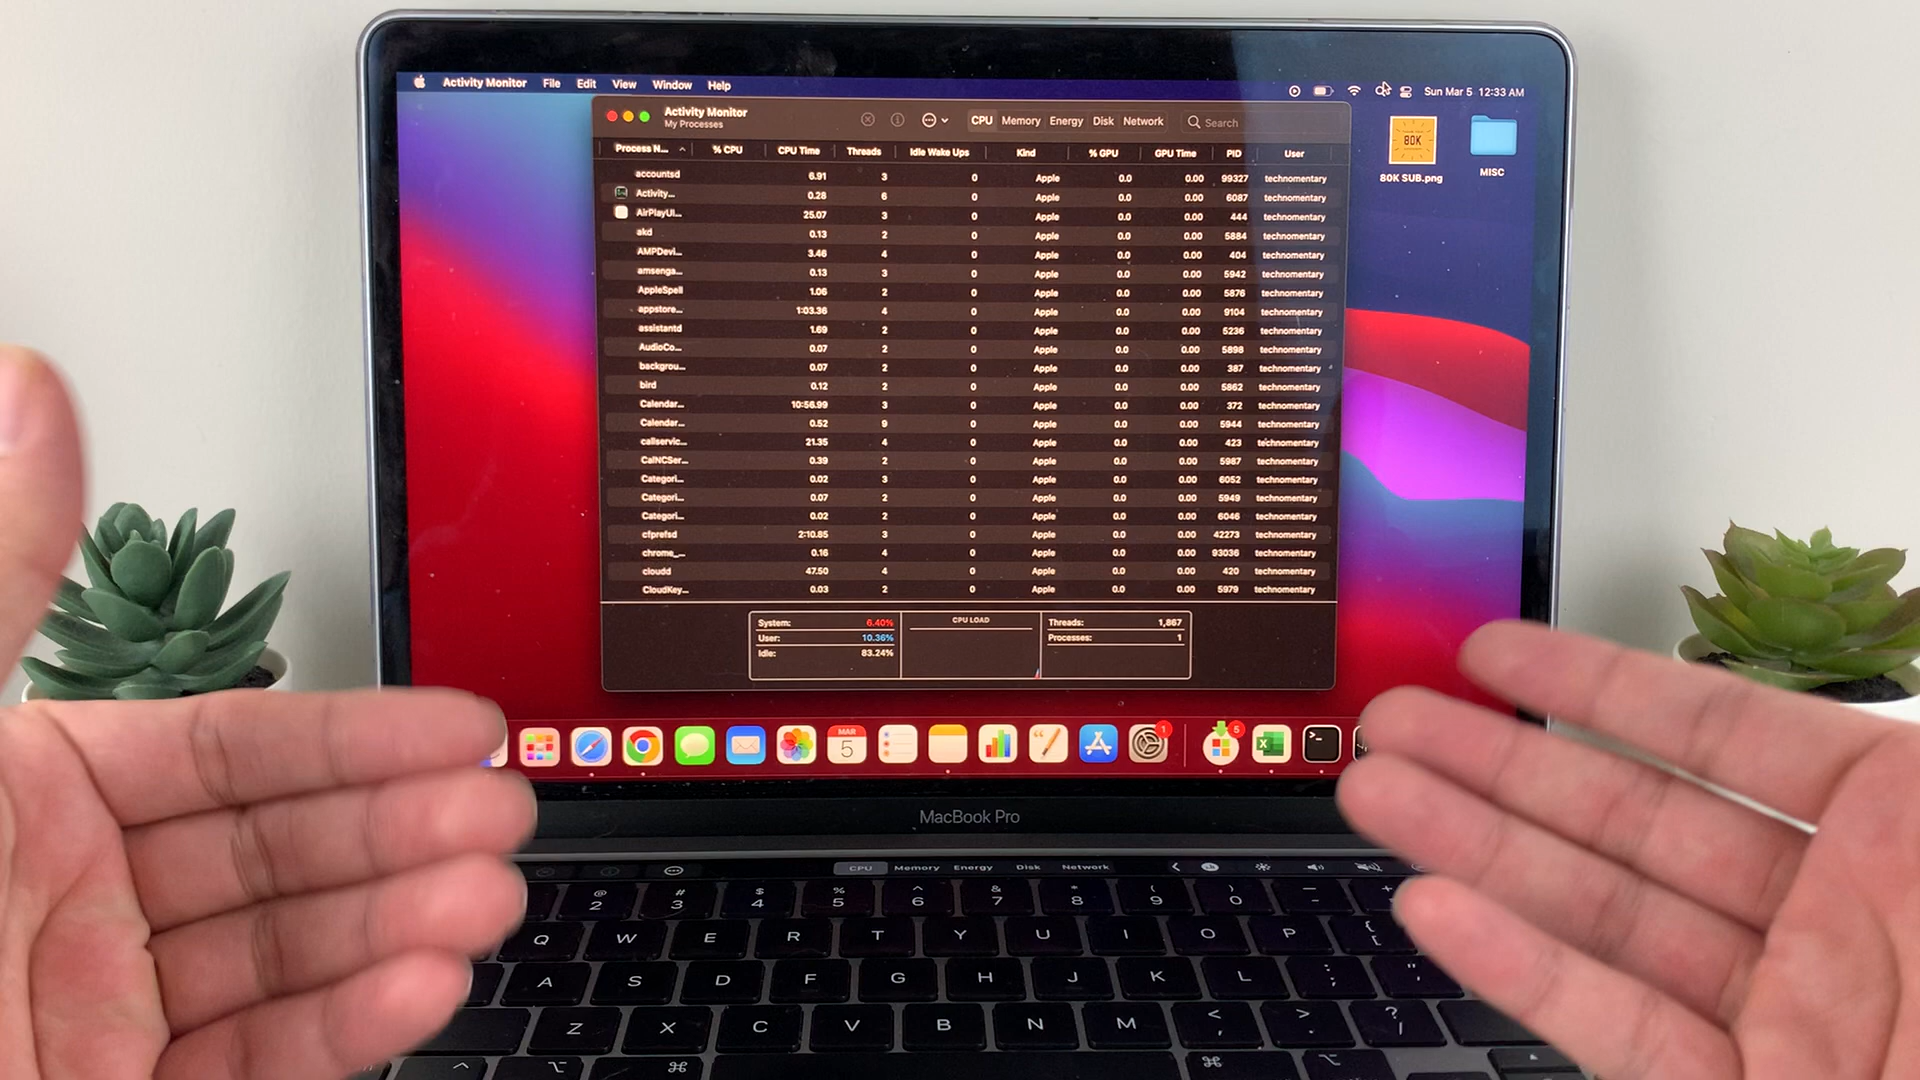 Activity Monitor File Edit View Window Help Sun Mar 5 12:33 AM
Activity Monitor
My Processes
CPU Memory Energy Disk Network Search
Process N... % CPU CPU Time Threads Idle Wake Ups Kind % GPU GPU Time PID User
accountsd 6.91 3 0 Apple 0.0 0.00 99327 technomentary
Activity... 0.28 6 0 Apple 0.0 0.00 6087 technomentary
AirPlayUI... 25.07 3 0 Apple 0.0 0.00 444 technomentary
akd 0.13 2 0 Apple 0.0 0.00 5884 technomentary
AMPDevi... 3.46 4 0 Apple 0.0 0.00 404 technomentary
amsenga... 0.13 3 0 Apple 0.0 0.00 5942 technomentary
AppleSpell 1.06 2 0 Apple 0.0 0.00 5876 technomentary
appstore... 1:03.36 4 0 Apple 0.0 0.00 9104 technomentary
assistantd 1.69 2 0 Apple 0.0 0.00 5236 technomentary
AudioCo... 0.07 2 0 Apple 0.0 0.00 5898 technomentary
backgrou... 0.07 2 0 Apple 0.0 0.00 387 technomentary
bird 0.12 2 0 Apple 0.0 0.00 5862 technomentary
Calendar... 10:56.99 3 0 Apple 0.0 0.00 372 technomentary
Calendar... 0.52 9 0 Apple 0.0 0.00 5944 technomentary
callservic... 21.35 4 0 Apple 0.0 0.00 423 technomentary
CalNCSer... 0.39 2 0 Apple 0.0 0.00 5987 technomentary
Categori... 0.02 3 0 Apple 0.0 0.00 6052 technomentary
Categori... 0.07 2 0 Apple 0.0 0.00 5949 technomentary
Categori... 0.02 2 0 Apple 0.0 0.00 6046 technomentary
cfprefsd 2:10.85 3 0 Apple 0.0 0.00 42273 technomentary
chrome_... 0.16 4 0 Apple 0.0 0.00 93036 technomentary
cloudd 47.50 4 0 Apple 0.0 0.00 420 technomentary
CloudKey... 0.03 2 0 Apple 0.0 0.00 5979 technomentary
80K
80K SUB.png
MISC
System: 6.40%
User: 10.36%
Idle: 83.24%
CPU LOAD
Threads: 1,867
Processes: 1
MAR
5
1
5
MacBook Pro
CPU Memory Energy Disk Network
@ # $ % ^ & * ( ) — +
2 3 4 5 6 7 8 9 0 -
Q W E R T Y U I O P { [
A S D F G H J K L : ; " '
Z X C V B N M < , > . ? /